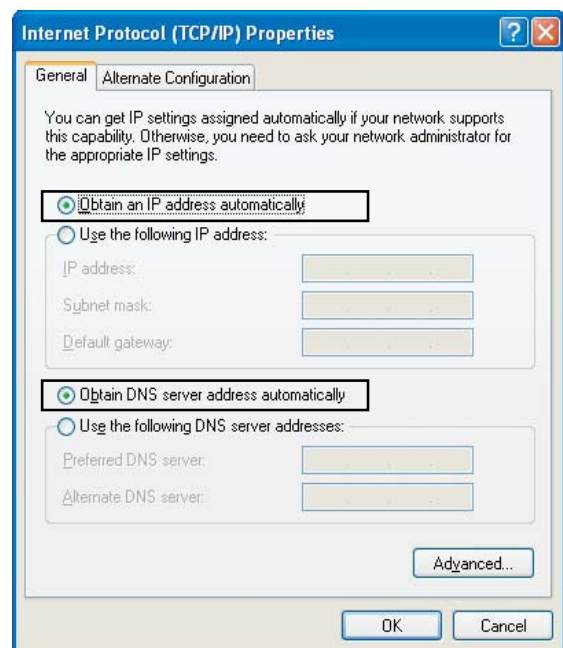 Internet Protocol (TCP/IP) Properties
General
Alternate Configuration
You can get IP settings assigned automatically if your network supports
this capability. Otherwise, you need to ask your network administrator for
the appropriate IP settings.
Obtain an IP address automatically
Use the following IP address:
IP address:
Subnet mask:
Default gateway:
Obtain DNS server address automatically
Use the following DNS server addresses:
Preferred DNS server:
Alternate DNS server:
Advanced...
OK
Cancel